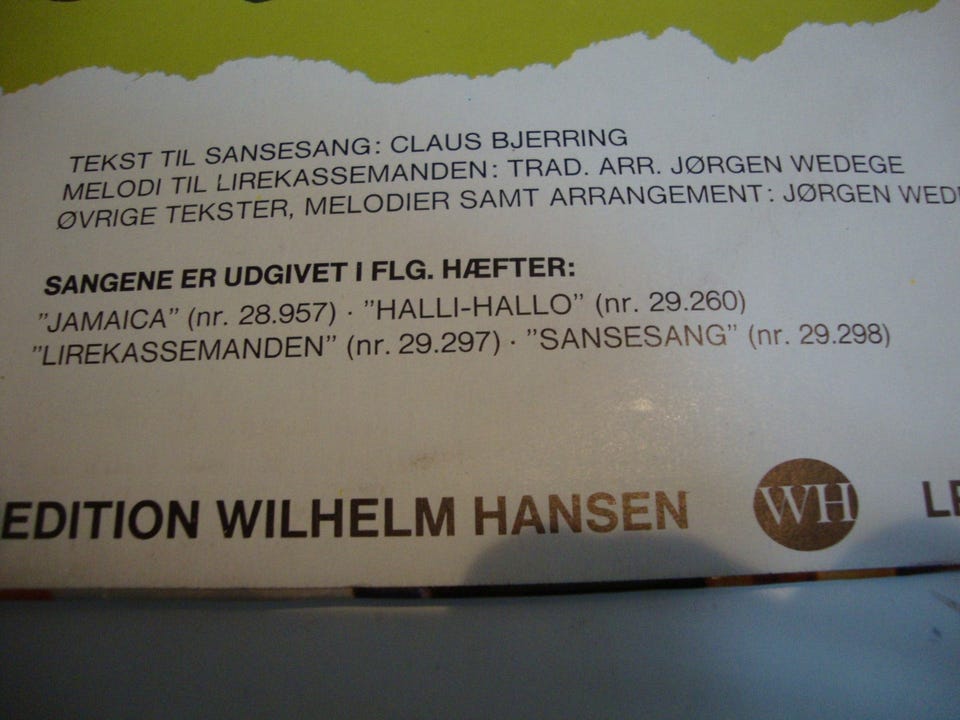 TEKST TIL SANSESANG: CLAUS BJERRING
MELODI TIL LIREKASSEMANDEN: TRAD. ARR. JØRGEN WEDEGE
ØVRIGE TEKSTER, MELODIER SAMT ARRANGEMENT: JØRGEN
SANGENE ER UDGIVET I FLG. HÆFTER:
"JAMAICA" (nr. 28.957) · "HALLI-HALLO" (nr. 29.260)
"LIREKASSEMANDEN" (nr. 29.297) · "SANSESANG" (nr. 29.298)
EDITION WILHELM HANSEN WH